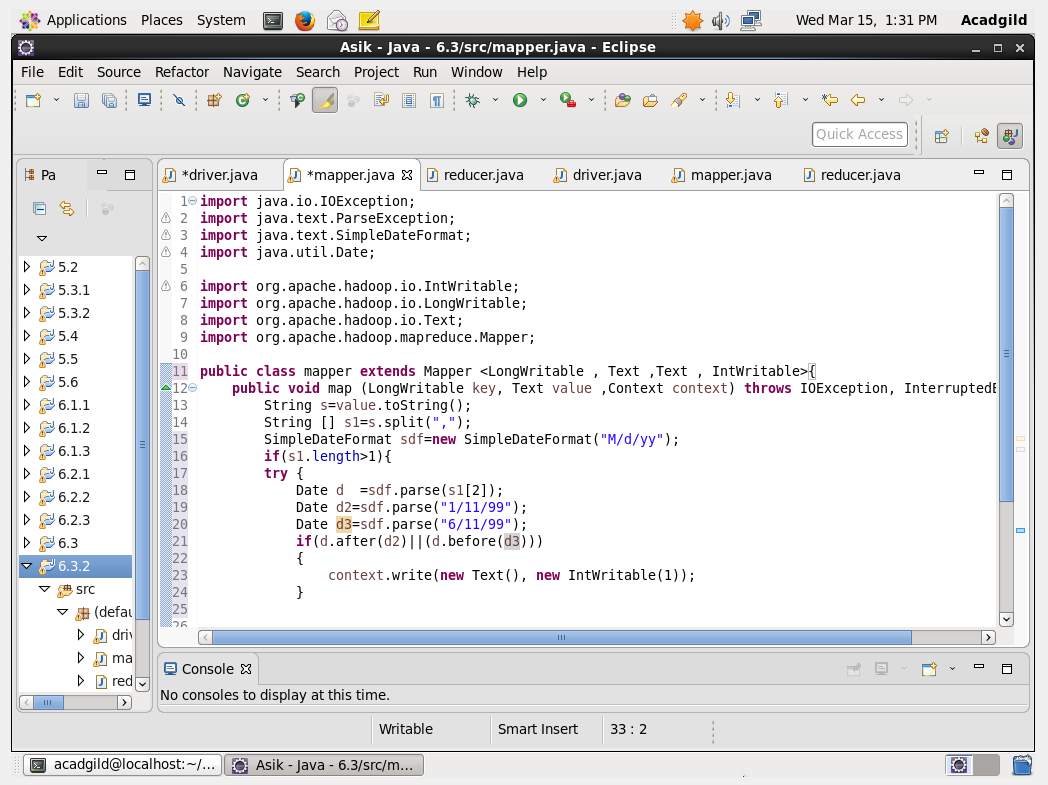 Applications Places System Wed Mar 15, 1:31 PM Acadgild
Asik - Java - 6.3/src/mapper.java - Eclipse
File Edit Source Refactor Navigate Search Project Run Window Help
Quick Access
Pa
*driver.java *mapper.java reducer.java driver.java mapper.java reducer.java
5.2
5.3.1
5.3.2
5.4
5.5
5.6
6.1.1
6.1.2
6.1.3
6.2.1
6.2.2
6.2.3
6.3
6.3.2
src
(defau
driv
ma
red
1 import java.io.IOException;
2 import java.text.ParseException;
3 import java.text.SimpleDateFormat;
4 import java.util.Date;
5
6 import org.apache.hadoop.io.IntWritable;
7 import org.apache.hadoop.io.LongWritable;
8 import org.apache.hadoop.io.Text;
9 import org.apache.hadoop.mapreduce.Mapper;
10
11 public class mapper extends Mapper <LongWritable , Text ,Text , IntWritable>{
12 public void map (LongWritable key, Text value ,Context context) throws IOException, InterruptedE
13 String s=value.toString();
14 String [] s1=s.split(",");
15 SimpleDateFormat sdf=new SimpleDateFormat("M/d/yy");
16 if(s1.length>1){
17 try {
18 Date d =sdf.parse(s1[2]);
19 Date d2=sdf.parse("1/11/99");
20 Date d3=sdf.parse("6/11/99");
21 if(d.after(d2)||(d.before(d3)))
22 {
23 context.write(new Text(), new IntWritable(1));
24 }
25
26
Console
No consoles to display at this time.
Writable Smart Insert 33 : 2
acadgild@localhost:~/... Asik - Java - 6.3/src/m...